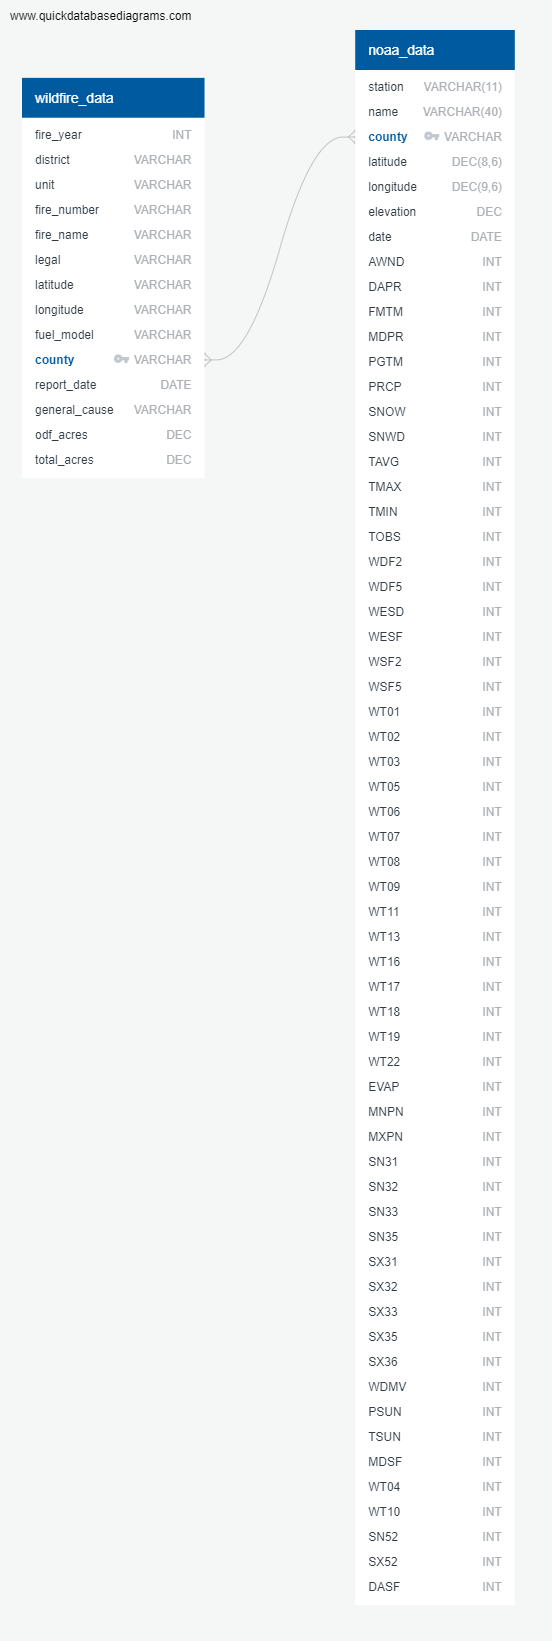 www.quickdatabasediagrams.com
wildfire_data
fire_year INT
district VARCHAR
unit VARCHAR
fire_number VARCHAR
fire_name VARCHAR
legal VARCHAR
latitude VARCHAR
longitude VARCHAR
fuel_model VARCHAR
county VARCHAR
report_date DATE
general_cause VARCHAR
odf_acres DEC
total_acres DEC
noaa_data
station VARCHAR(11)
name VARCHAR(40)
county VARCHAR
latitude DEC(8,6)
longitude DEC(9,6)
elevation DEC
date DATE
AWND INT
DAPR INT
FMTM INT
MDPR INT
PGTM INT
PRCP INT
SNOW INT
SNWD INT
TAVG INT
TMAX INT
TMIN INT
TOBS INT
WDF2 INT
WDF5 INT
WESD INT
WESF INT
WSF2 INT
WSF5 INT
WT01 INT
WT02 INT
WT03 INT
WT05 INT
WT06 INT
WT07 INT
WT08 INT
WT09 INT
WT11 INT
WT13 INT
WT16 INT
WT17 INT
WT18 INT
WT19 INT
WT22 INT
EVAP INT
MNPN INT
MXPN INT
SN31 INT
SN32 INT
SN33 INT
SN35 INT
SX31 INT
SX32 INT
SX33 INT
SX35 INT
SX36 INT
WDMV INT
PSUN INT
TSUN INT
MDSF INT
WT04 INT
WT10 INT
SN52 INT
SX52 INT
DASF INT